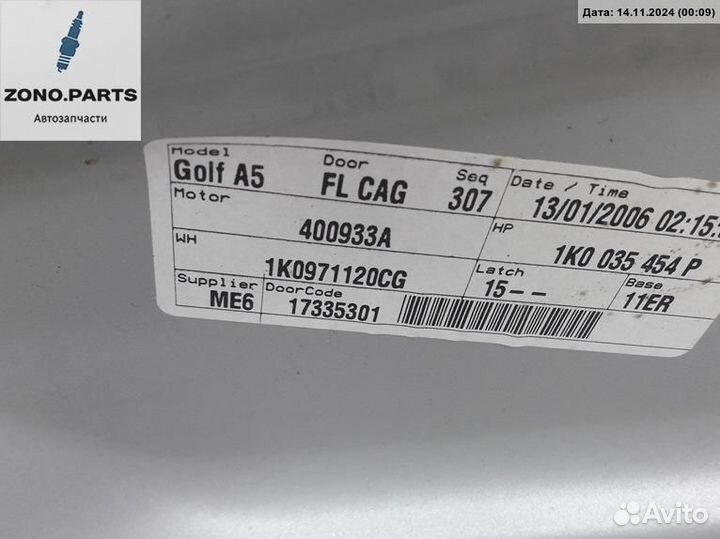 Дата: 14.11.2024 (00:09)
ZONO.PARTS
Автозапчасти
Model Door Seq Date / Time
Golf A5 FL CAG 307 13/01/2006 02:15:
Motor HP
400933A 1K0 035 454 P
WH Latch Base
1K0971120CG 15-- 11ER
Supplier DoorCode
ME6 17335301
Avito